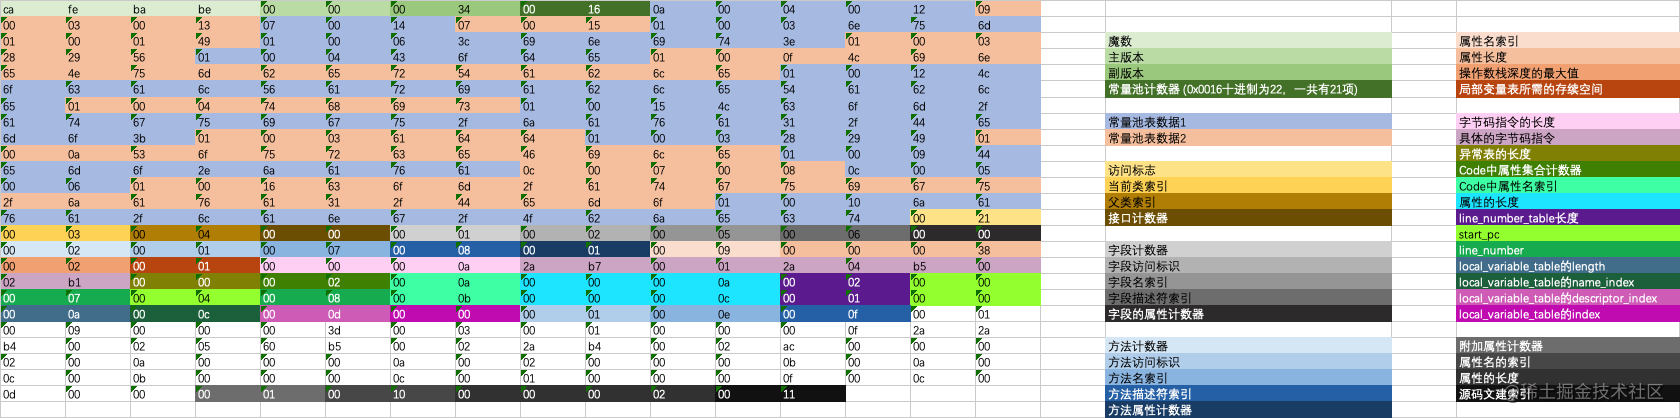 ca fe ba be 00 00 00 34 00 16 0a 00 04 00 12 09
00 03 00 13 07 00 14 07 00 15 01 00 03 6e 75 6d
01 00 01 49 01 00 06 3c 69 6e 69 74 3e 01 00 03
28 29 56 01 00 04 43 6f 64 65 01 00 0f 4c 69 6e
65 4e 75 6d 62 65 72 54 61 62 6c 65 01 00 12 4c
6f 63 61 6c 56 61 72 69 61 62 6c 65 54 61 62 6c
65 01 00 04 74 68 69 73 01 00 15 4c 63 6f 6d 2f
61 74 67 75 69 67 75 2f 6a 61 76 61 31 2f 44 65
6d 6f 3b 01 00 03 61 64 64 01 00 03 28 29 49 01
00 0a 53 6f 75 72 63 65 46 69 6c 65 01 00 09 44
65 6d 6f 2e 6a 61 76 61 0c 00 07 00 08 0c 00 05
00 06 01 00 16 63 6f 6d 2f 61 74 67 75 69 67 75
2f 6a 61 76 61 31 2f 44 65 6d 6f 01 00 10 6a 61
76 61 2f 6c 61 6e 67 2f 4f 62 6a 65 63 74 00 21
00 03 00 04 00 00 00 01 00 02 00 05 00 06 00 00
00 02 00 01 00 07 00 08 00 01 00 09 00 00 00 38
00 02 00 01 00 00 00 0a 2a b7 00 01 2a 04 b5 00
02 b1 00 00 00 02 00 0a 00 00 00 0a 00 02 00 00
00 07 00 04 00 08 00 0b 00 00 00 0c 00 01 00 00
00 0a 00 0c 00 0d 00 00 00 01 00 0e 00 0f 00 01
00 09 00 00 00 3d 00 03 00 01 00 00 00 0f 2a 2a
b4 00 02 05 60 b5 00 02 2a b4 00 02 ac 00 00 00
02 00 0a 00 00 00 0a 00 02 00 00 00 0b 00 0a 00
0c 00 0b 00 00 00 0c 00 01 00 00 00 0f 00 0c 00
0d 00 00 00 01 00 10 00 00 00 02 00 11
魔数
主版本
副版本
常量池计数器 (0x0016十进制为22，一共有21项)
常量池表数据1
常量池表数据2
访问标志
当前类索引
父类索引
接口计数器
字段计数器
字段访问标识
字段名索引
字段描述符索引
字段的属性计数器
方法计数器
方法访问标识
方法名索引
方法描述符索引
方法属性计数器
属性名索引
属性长度
操作数栈深度的最大值
局部变量表所需的存续空间
字节码指令的长度
具体的字节码指令
异常表的长度
Code中属性集合计数器
Code中属性名索引
属性的长度
line_number_table长度
start_pc
line_number
local_variable_table的length
local_variable_table的name_index
local_variable_table的descriptor_index
local_variable_table的index
附加属性计数器
属性名的索引
属性的长度
源码文建索引
@稀土掘金技术社区